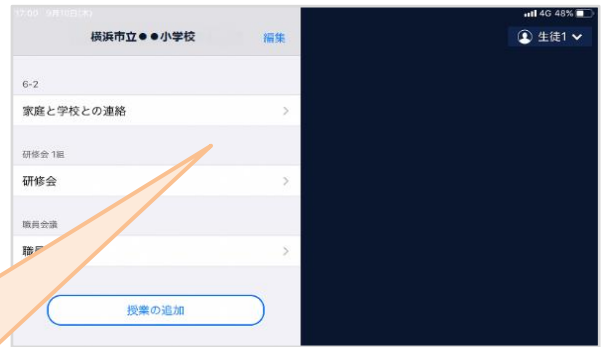 17:00 9月10日(木)
4G 48%
横浜市立●●小学校 編集
生徒1
6-2
家庭と学校との連絡
研修会 1組
研修会
職員会議
職員
授業の追加